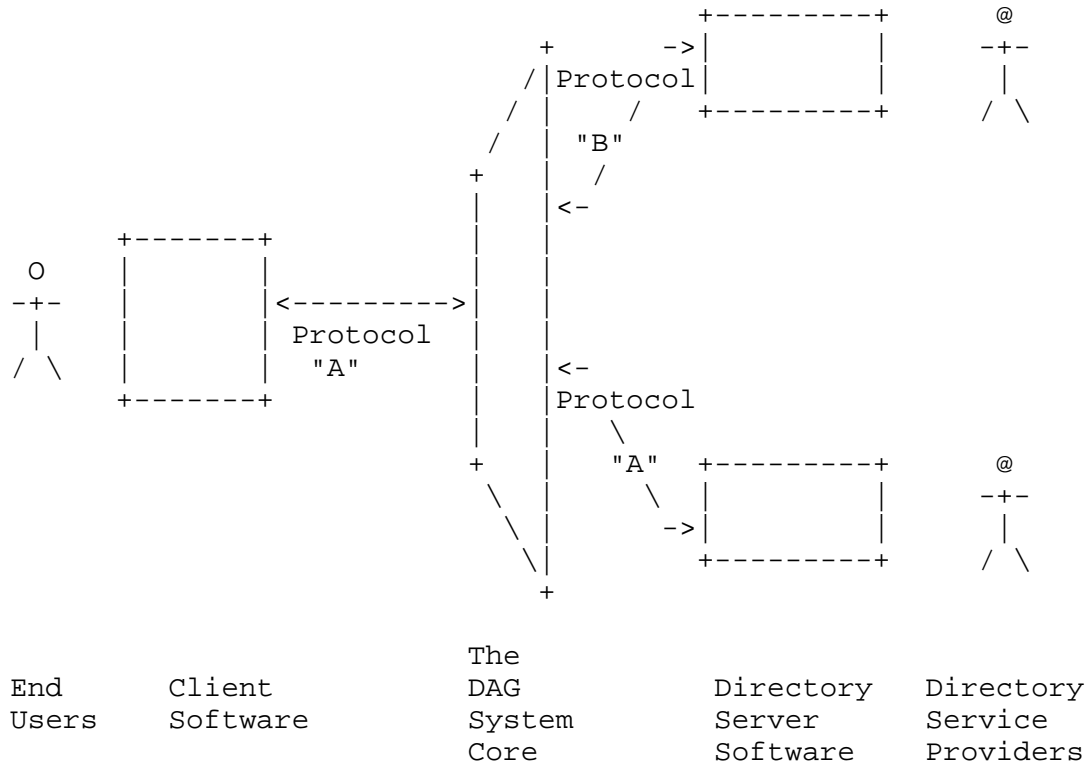 Protocol
"B"
Protocol
"A"
Protocol
"A"
The
End Client DAG Directory Directory
Users Software System Server Service
Core Software Providers